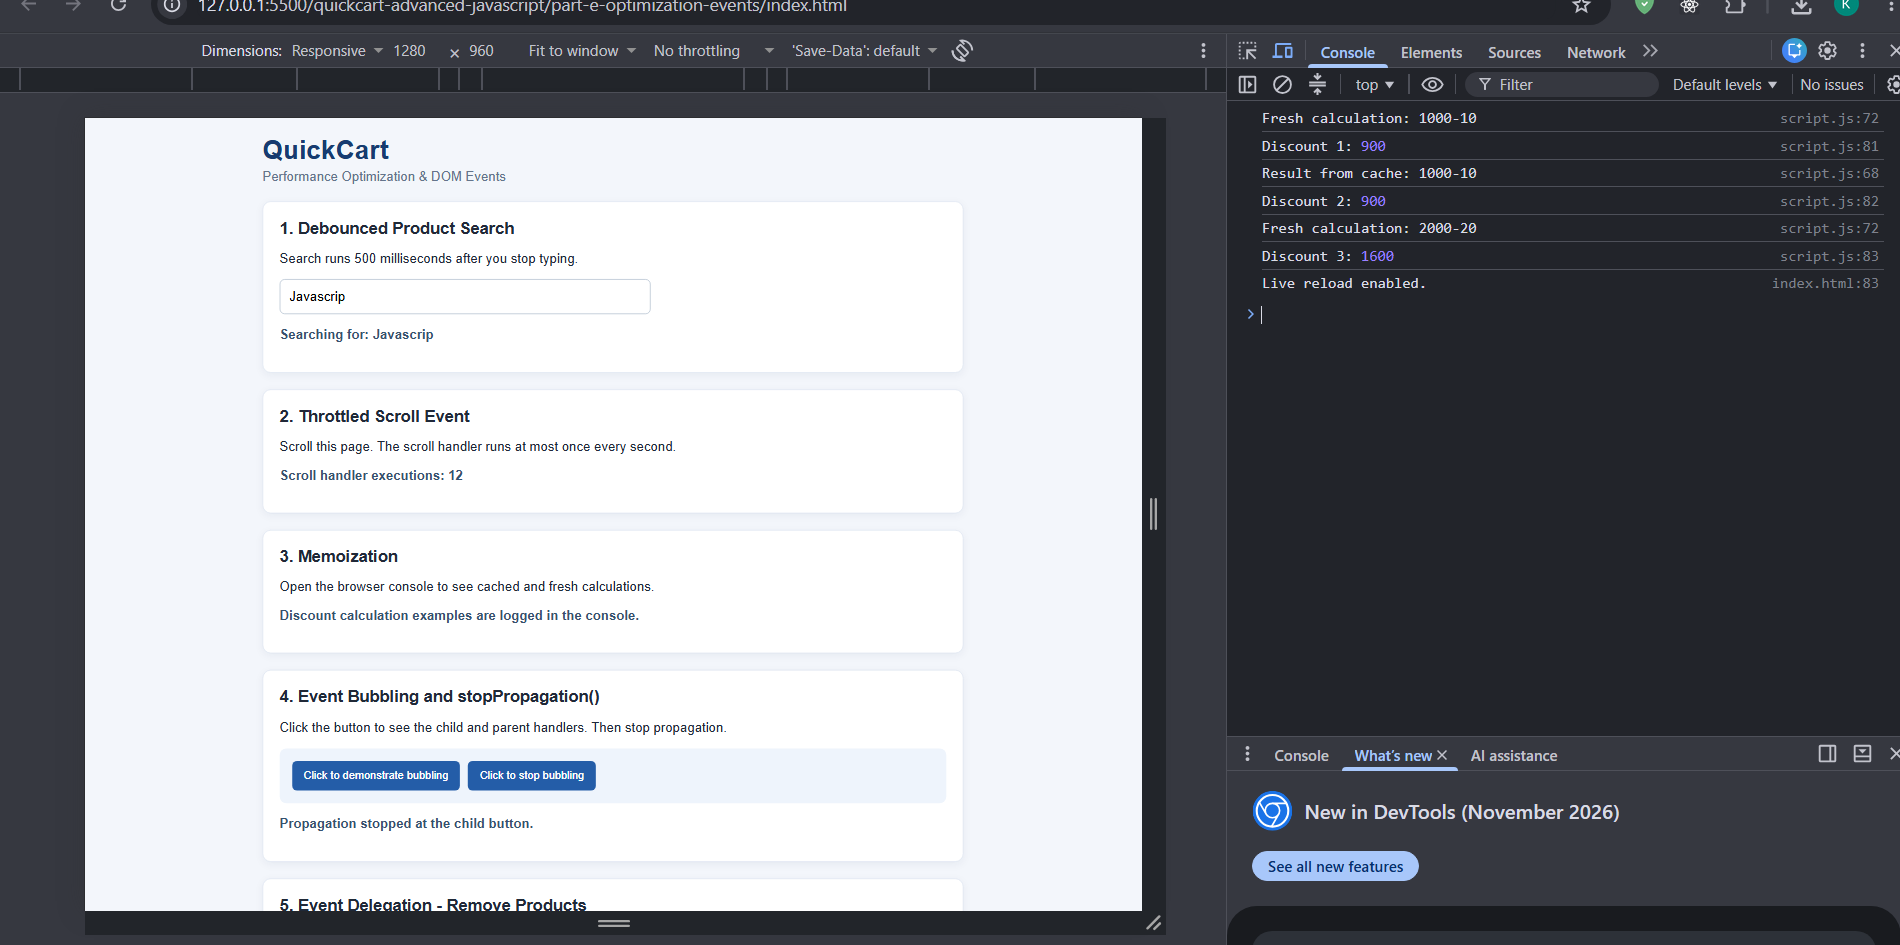 127.0.0.1:5500/quickcart-advanced-javascript/part-e-optimization-events/index.html
K
Dimensions: Responsive 1280 × 960 Fit to window No throttling 'Save-Data': default
Console Elements Sources Network
top Filter Default levels No issues
QuickCart
Performance Optimization & DOM Events
1. Debounced Product Search
Search runs 500 milliseconds after you stop typing.
Javascrip
Searching for: Javascrip
2. Throttled Scroll Event
Scroll this page. The scroll handler runs at most once every second.
Scroll handler executions: 12
3. Memoization
Open the browser console to see cached and fresh calculations.
Discount calculation examples are logged in the console.
4. Event Bubbling and stopPropagation()
Click the button to see the child and parent handlers. Then stop propagation.
Click to demonstrate bubbling Click to stop bubbling
Propagation stopped at the child button.
5. Event Delegation - Remove Products
Fresh calculation: 1000-10 script.js:72
Discount 1: 900 script.js:81
Result from cache: 1000-10 script.js:68
Discount 2: 900 script.js:82
Fresh calculation: 2000-20 script.js:72
Discount 3: 1600 script.js:83
Live reload enabled. index.html:83
Console What's new AI assistance
New in DevTools (November 2026)
See all new features